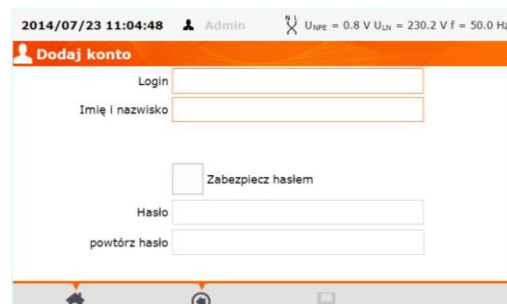 2014/07/23 11:04:48 Admin N L UNPE = 0.8 V ULN = 230.2 V f = 50.0 Hz
Dodaj konto
Login
Imię i nazwisko
Zabezpiecz hasłem
Hasło
powtórz hasło